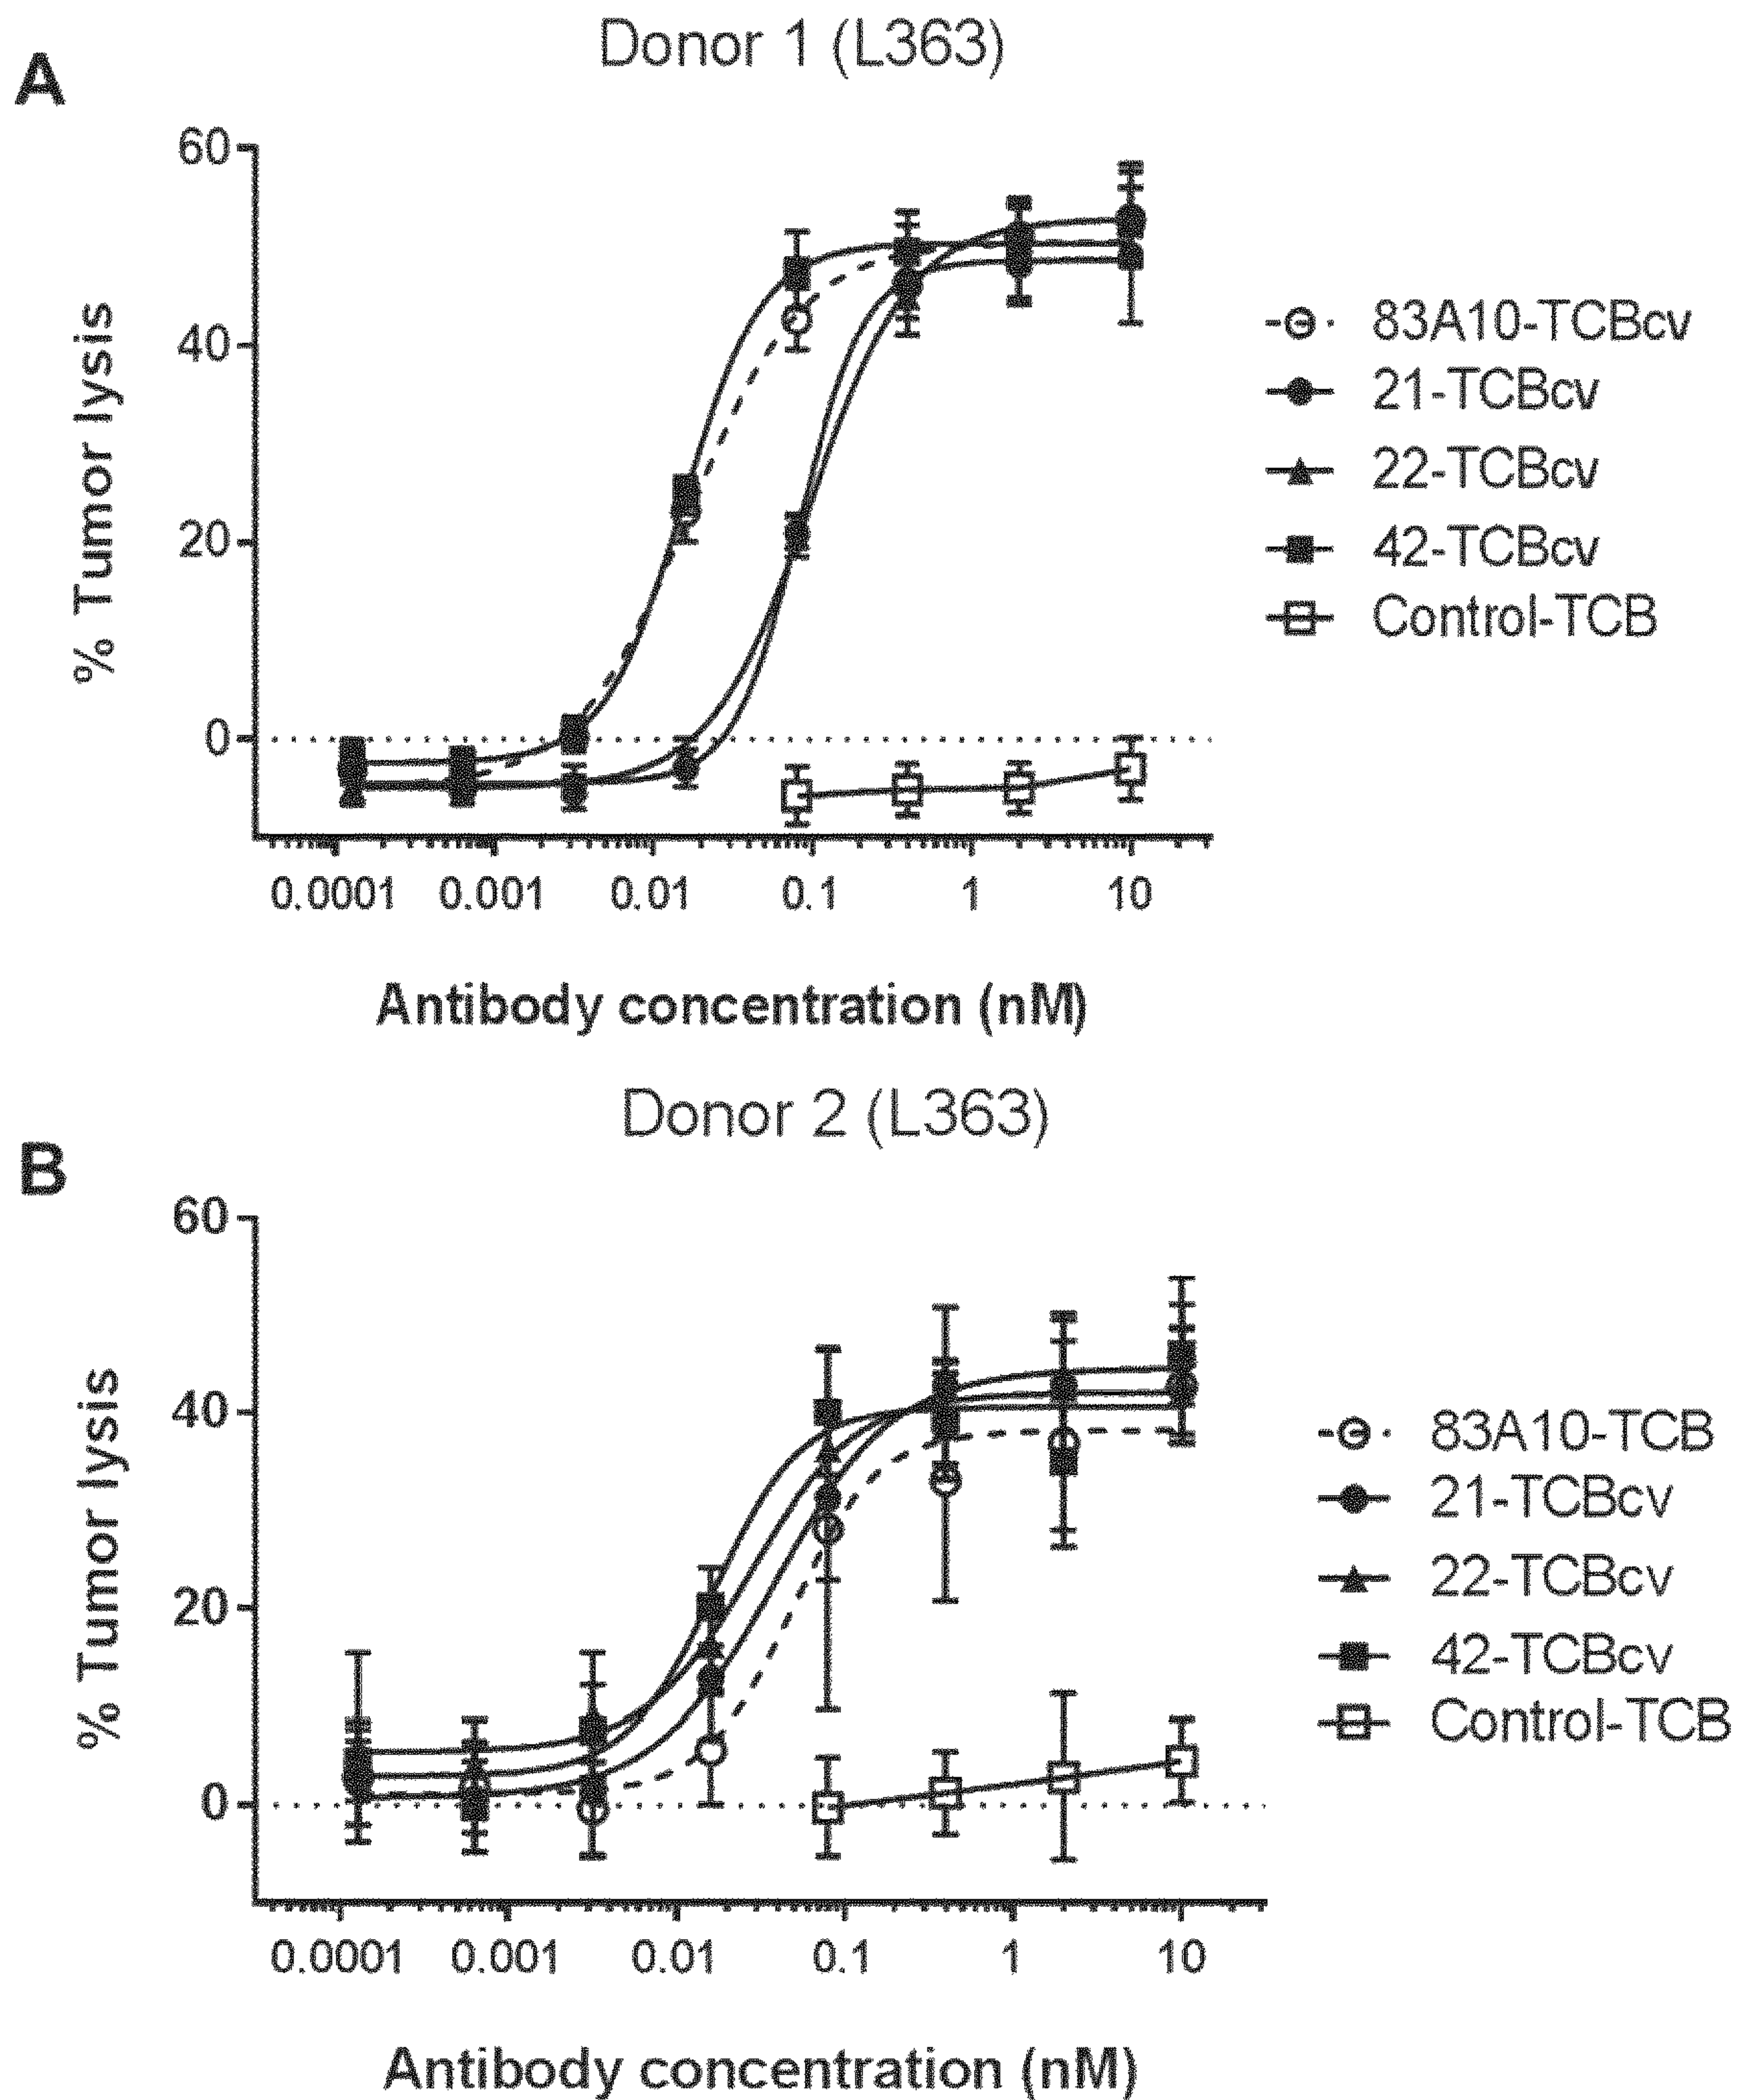 Donor 1 (L363)
A
60
40
20
0
% Tumor lysis
83A10-TCBcv
21-TCBcv
22-TCBcv
42-TCBcv
Control-TCB
0.0001 0.001 0.01 0.1 1 10
Antibody concentration (nM)
Donor 2 (L363)
B
60
40
20
0
% Tumor lysis
83A10-TCB
21-TCBcv
22-TCBcv
42-TCBcv
Control-TCB
0.0001 0.001 0.01 0.1 1 10
Antibody concentration (nM)